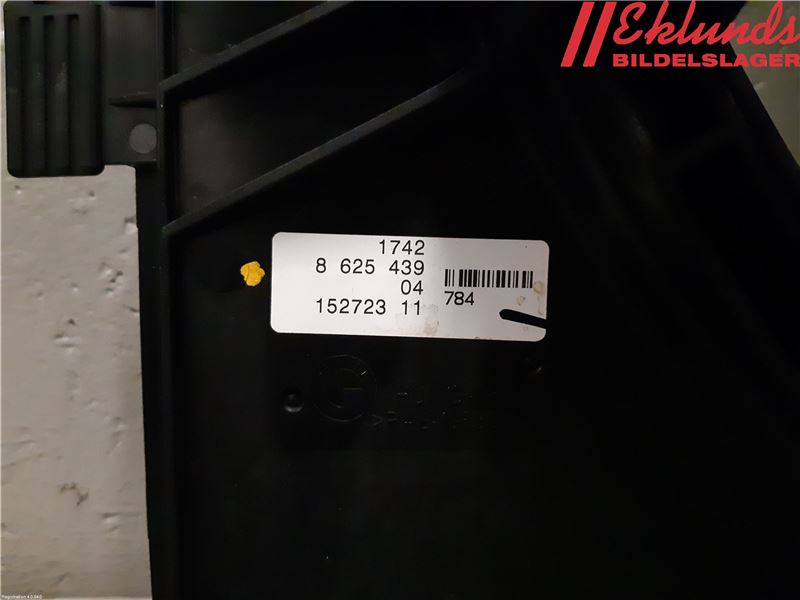 Eklunds
BILDELSLAGER
1742
8 625 439
04
152723 11
784